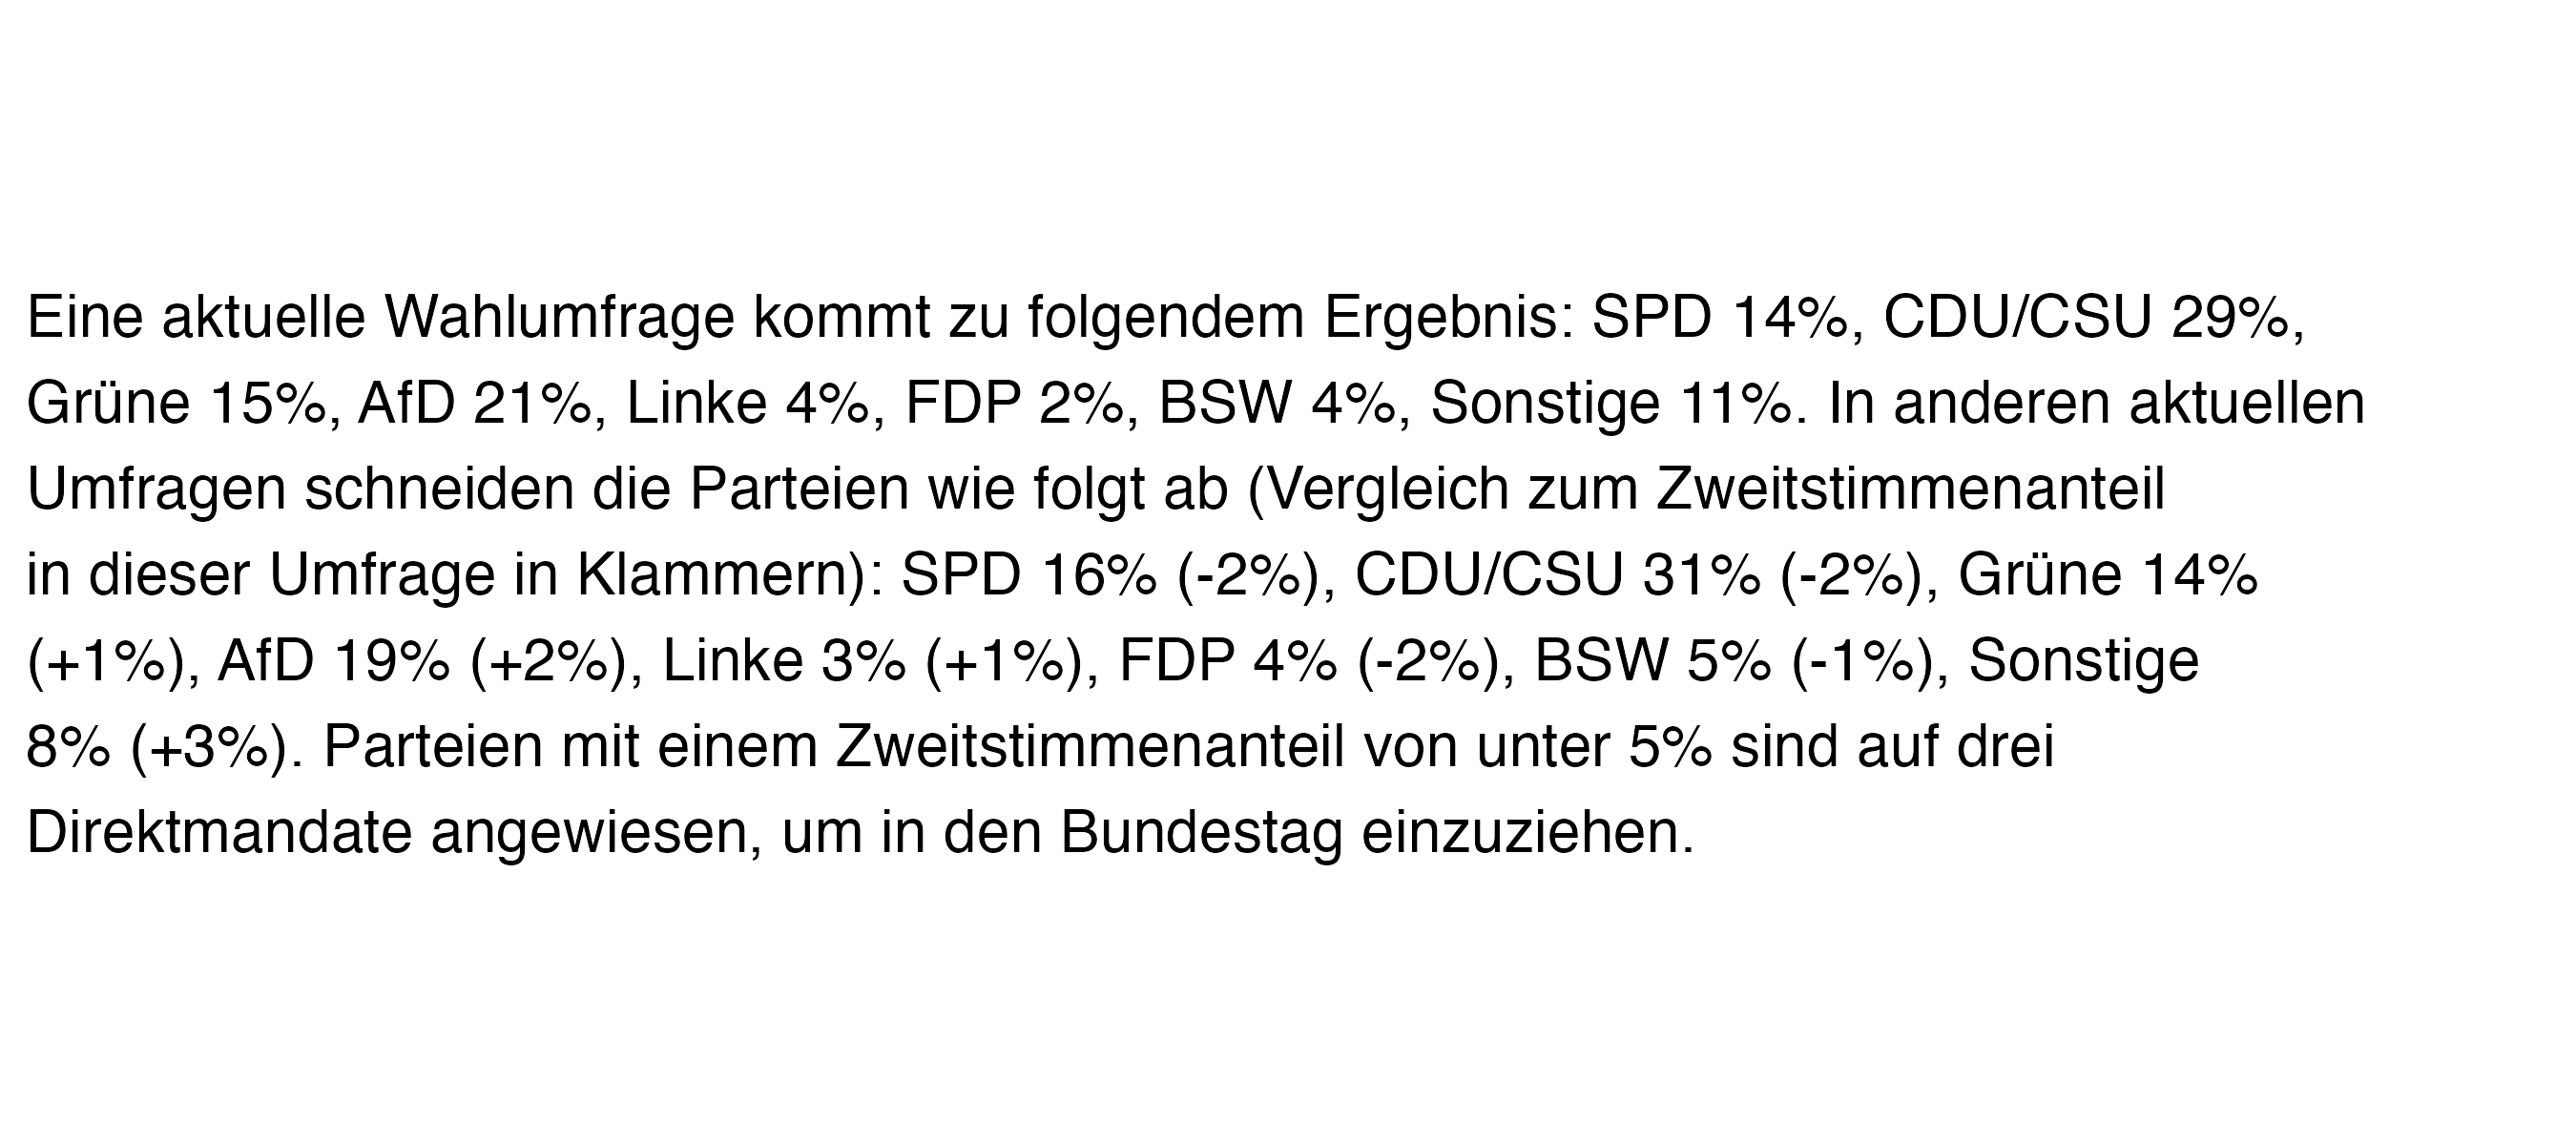 Eine aktuelle Wahlumfrage kommt zu folgendem Ergebnis: SPD 14%, CDU/CSU 29%,
Grüne 15%, AfD 21%, Linke 4%, FDP 2%, BSW 4%, Sonstige 11%. In anderen aktuellen
Umfragen schneiden die Parteien wie folgt ab (Vergleich zum Zweitstimmenanteil
in dieser Umfrage in Klammern): SPD 16% (-2%), CDU/CSU 31% (-2%), Grüne 14%
(+1%), AfD 19% (+2%), Linke 3% (+1%), FDP 4% (-2%), BSW 5% (-1%), Sonstige
8% (+3%). Parteien mit einem Zweitstimmenanteil von unter 5% sind auf drei
Direktmandate angewiesen, um in den Bundestag einzuziehen.